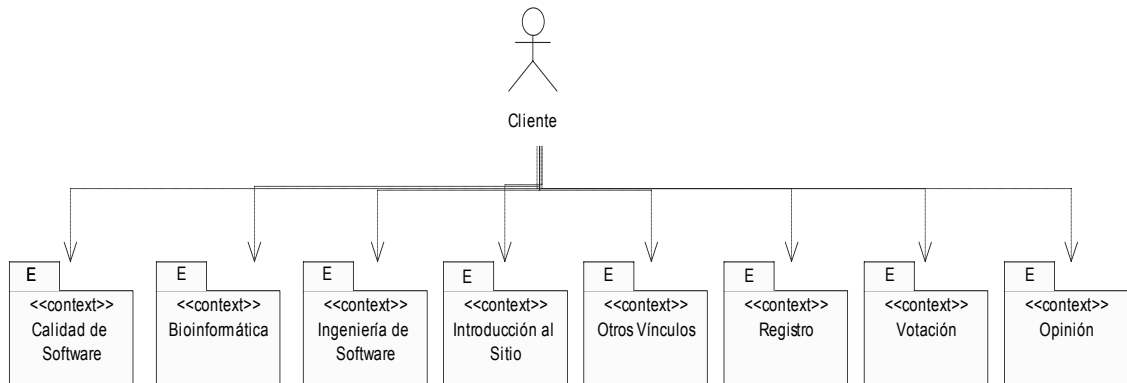 Cliente
E
E
E
E
E
E
E
E
<<context>>
Calidad de
Software
<<context>>
Bioinformática
<<context>>
Ingeniería de
Software
<<context>>
Introducción al
Sitio
<<context>>
Otros Vínculos
<<context>>
Registro
<<context>>
Votación
<<context>>
Opinión